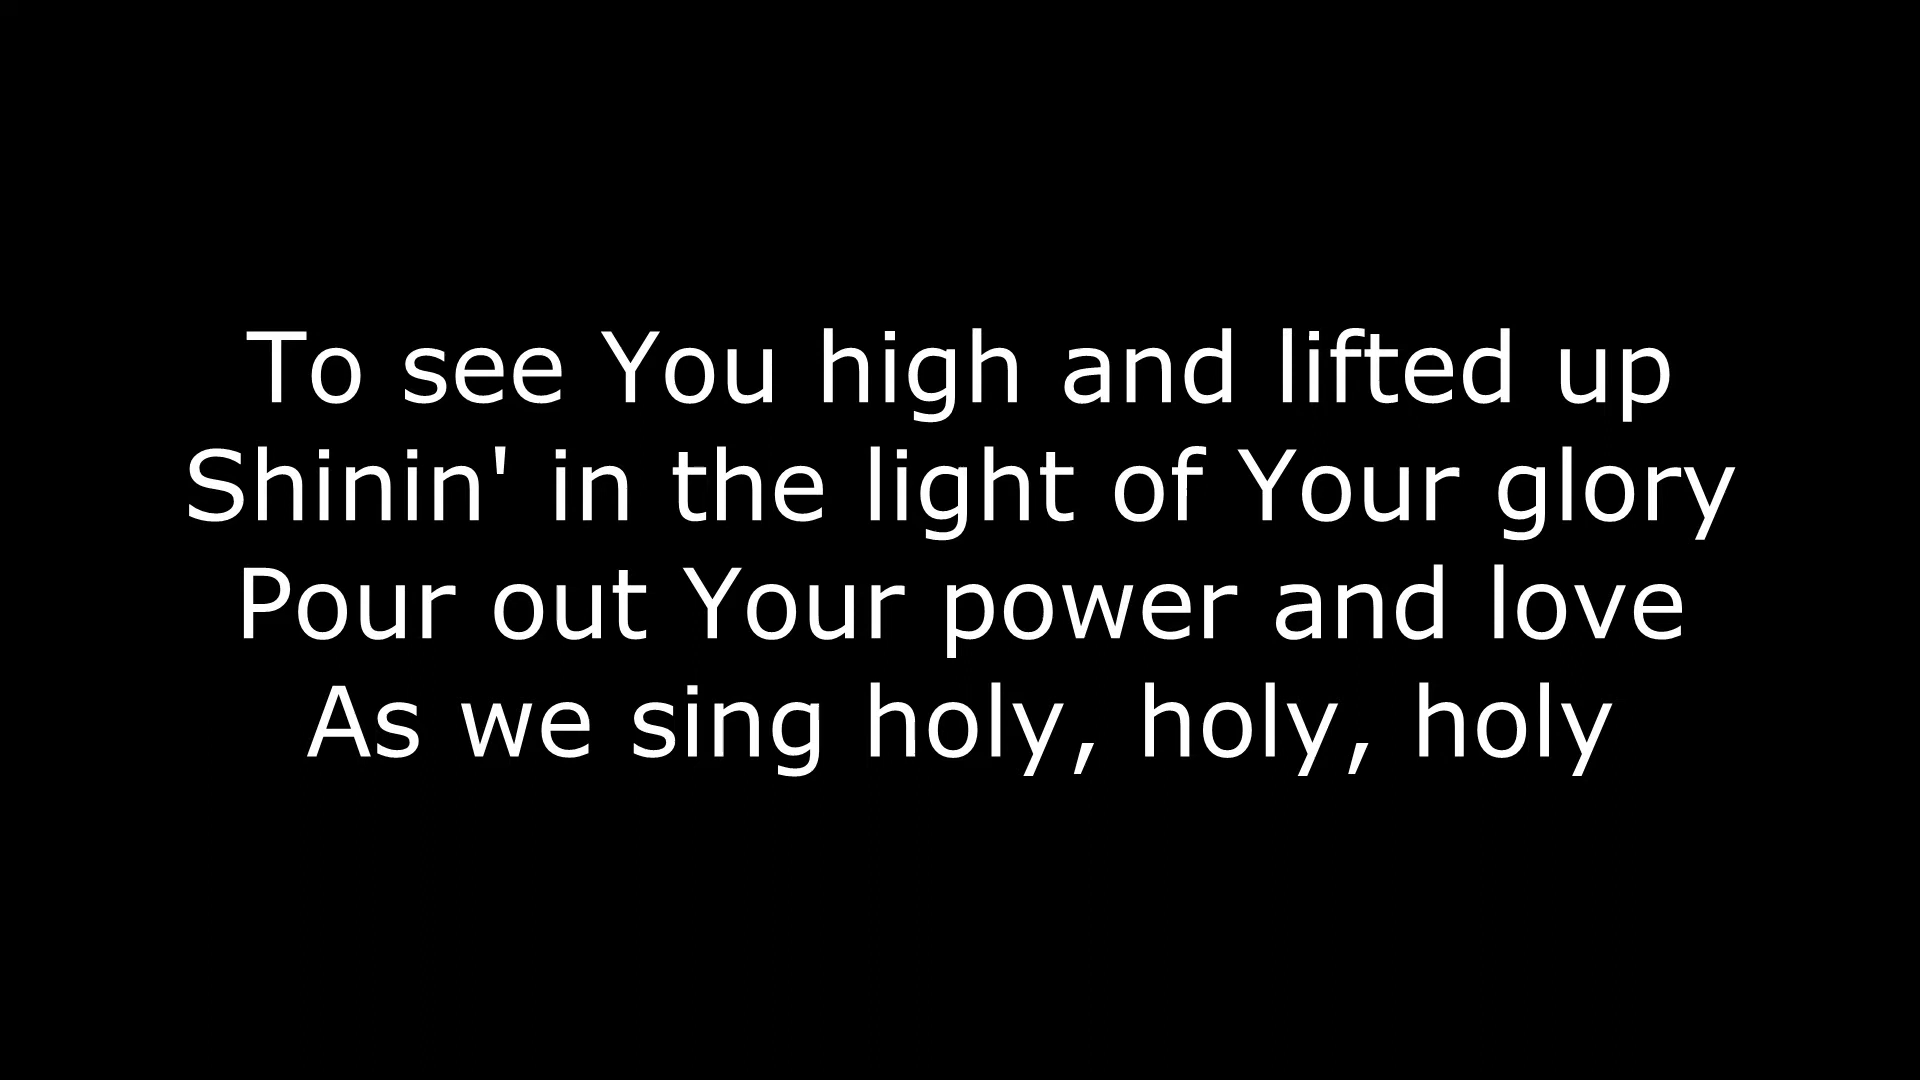 To see You high and lifted up
Shinin' in the light of Your glory
Pour out Your power and love
As we sing holy, holy, holy